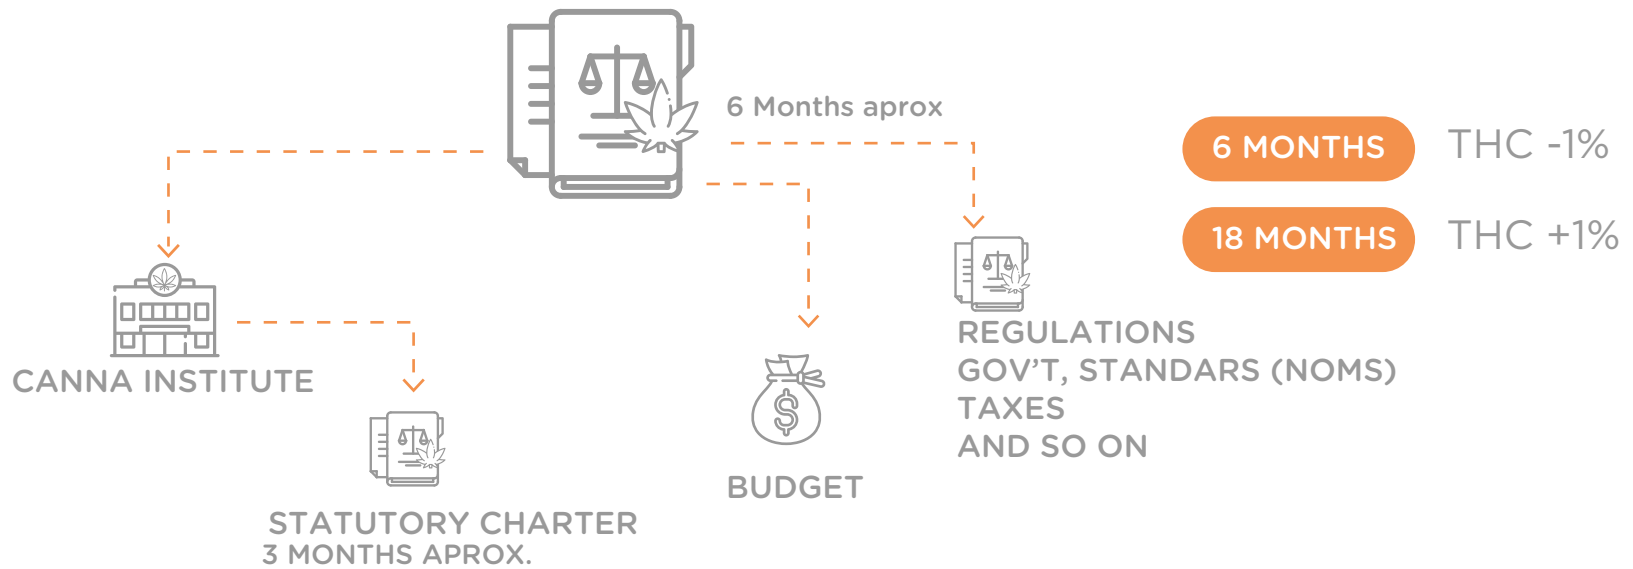 6 Months aprox
6 MONTHS THC -1%
18 MONTHS THC +1%
CANNA INSTITUTE
STATUTORY CHARTER
3 MONTHS APROX.
$
BUDGET
REGULATIONS
GOV'T, STANDARS (NOMS)
TAXES
AND SO ON